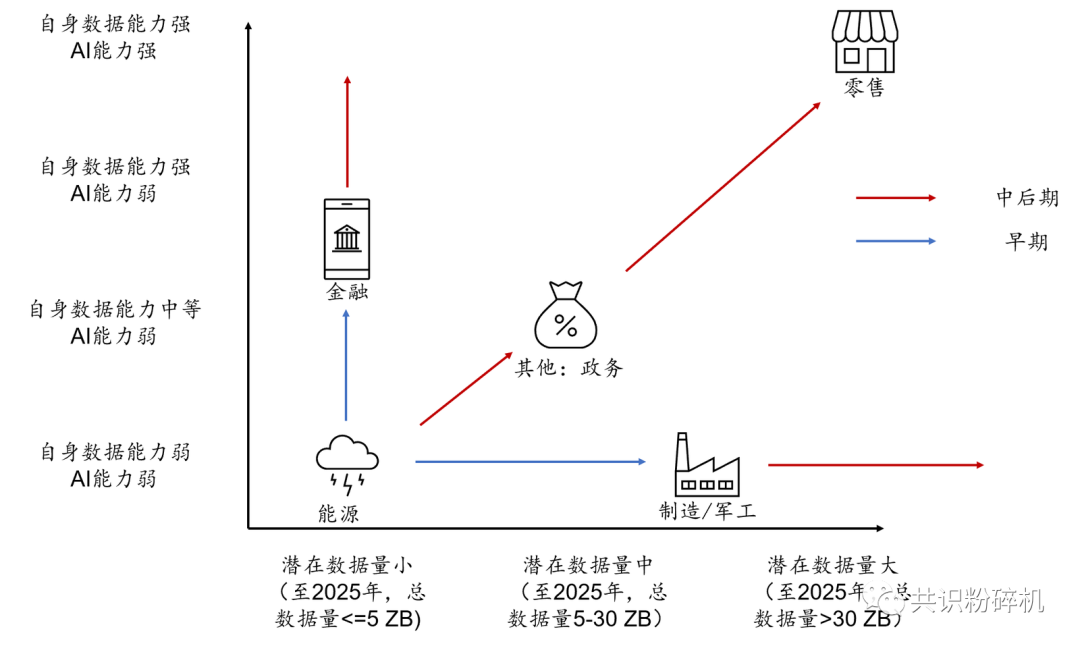 自身数据能力强
AI能力强
零售
自身数据能力强
AI能力弱
中后期
早期
金融
自身数据能力中等
AI能力弱
其他：政务
自身数据能力弱
AI能力弱
能源
制造/军工
潜在数据量小
（至2025年，总
数据量<=5 ZB)
潜在数据量中
（至2025年，总
数据量5-30 ZB）
潜在数据量大
（至2025年，总
数据量>30 ZB）
共识粉碎机